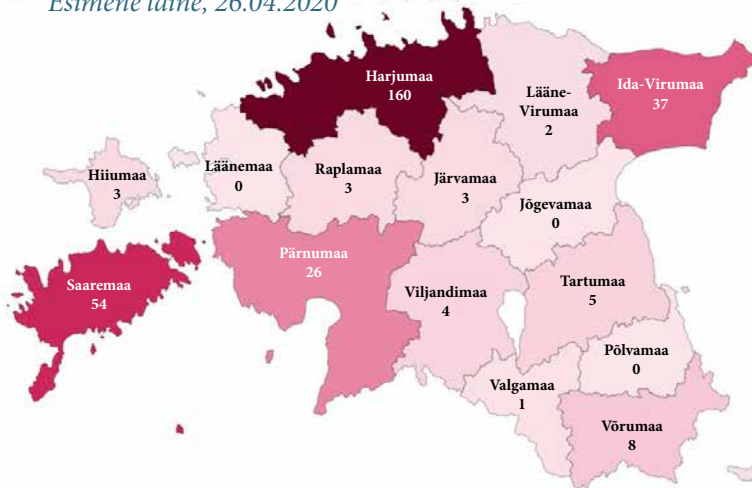 Esimene laine, 26.04.2020
Harjumaa
160
Ida-Virumaa
37
Lääne-
Virumaa
2
Läänemaa
0
Raplamaa
3
Järvamaa
3
Hiiumaa
3
Jõgevamaa
0
Pärnumaa
26
Saaremaa
54
Viljandimaa
4
Tartumaa
5
Põlvamaa
0
Valgamaa
1
Võrumaa
8